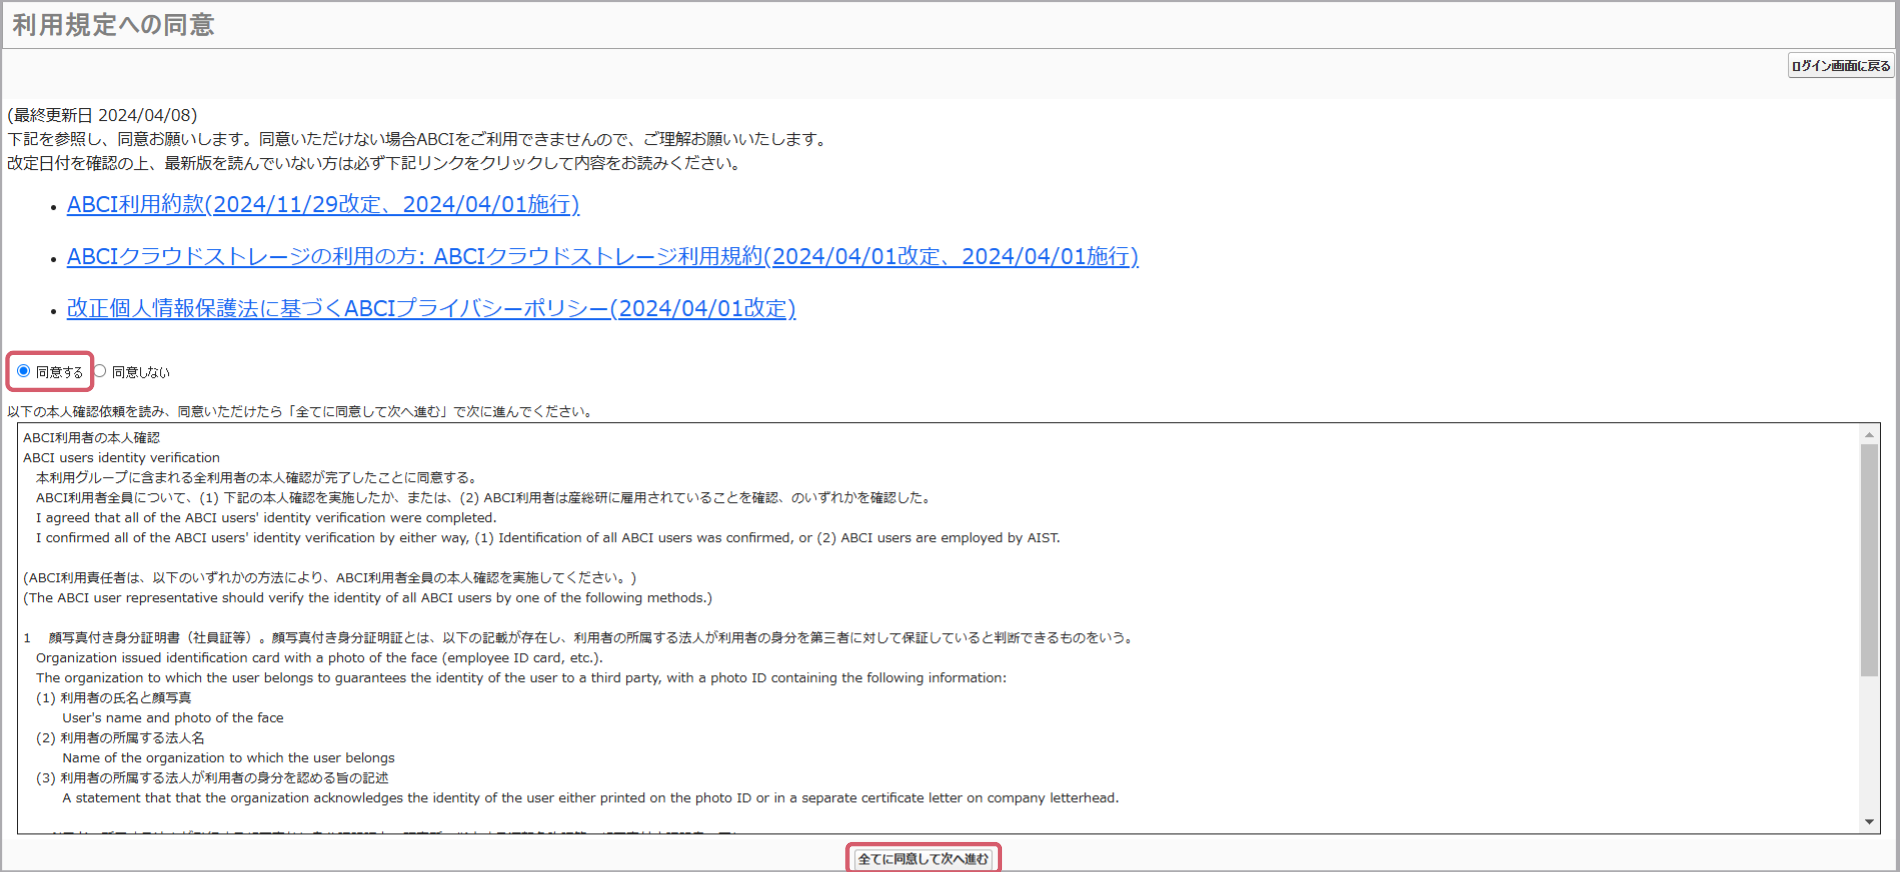 利用規定への同意
ログイン画面に戻る
(最終更新日 2024/04/08)
下記を参照し、同意お願いします。同意いただけない場合ABCIをご利用できませんので、ご理解お願いいたします。
改定日付を確認の上、最新版を読んでいない方は必ず下記リンクをクリックして内容をお読みください。
• ABCI利用約款(2024/11/29改定、2024/04/01施行)
• ABCIクラウドストレージの利用の方: ABCIクラウドストレージ利用規約(2024/04/01改定、2024/04/01施行)
• 改正個人情報保護法に基づくABCIプライバシーポリシー(2024/04/01改定)
同意する 同意しない
以下の本人確認依頼を読み、同意いただけたら「全てに同意して次へ進む」で次に進んでください。
ABCI利用者の本人確認
ABCI users identity verification
本利用グループに含まれる全利用者の本人確認が完了したことに同意する。
ABCI利用者全員について、(1) 下記の本人確認を実施したか、または、(2) ABCI利用者は産総研に雇用されていることを確認、のいずれかを確認した。
I agreed that all of the ABCI users' identity verification were completed.
I confirmed all of the ABCI users' identity verification by either way, (1) Identification of all ABCI users was confirmed, or (2) ABCI users are employed by AIST.
(ABCI利用責任者は、以下のいずれかの方法により、ABCI利用者全員の本人確認を実施してください。)
(The ABCI user representative should verify the identity of all ABCI users by one of the following methods.)
1 顔写真付き身分証明書（社員証等）。顔写真付き身分証明証とは、以下の記載が存在し、利用者の所属する法人が利用者の身分を第三者に対して保証していると判断できるものをいう。
Organization issued identification card with a photo of the face (employee ID card, etc.).
The organization to which the user belongs to guarantees the identity of the user to a third party, with a photo ID containing the following information:
(1) 利用者の氏名と顔写真
User's name and photo of the face
(2) 利用者の所属する法人名
Name of the organization to which the user belongs
(3) 利用者の所属する法人が利用者の身分を認める旨の記述
A statement that that the organization acknowledges the identity of the user either printed on the photo ID or in a separate certificate letter on company letterhead.
全てに同意して次へ進む